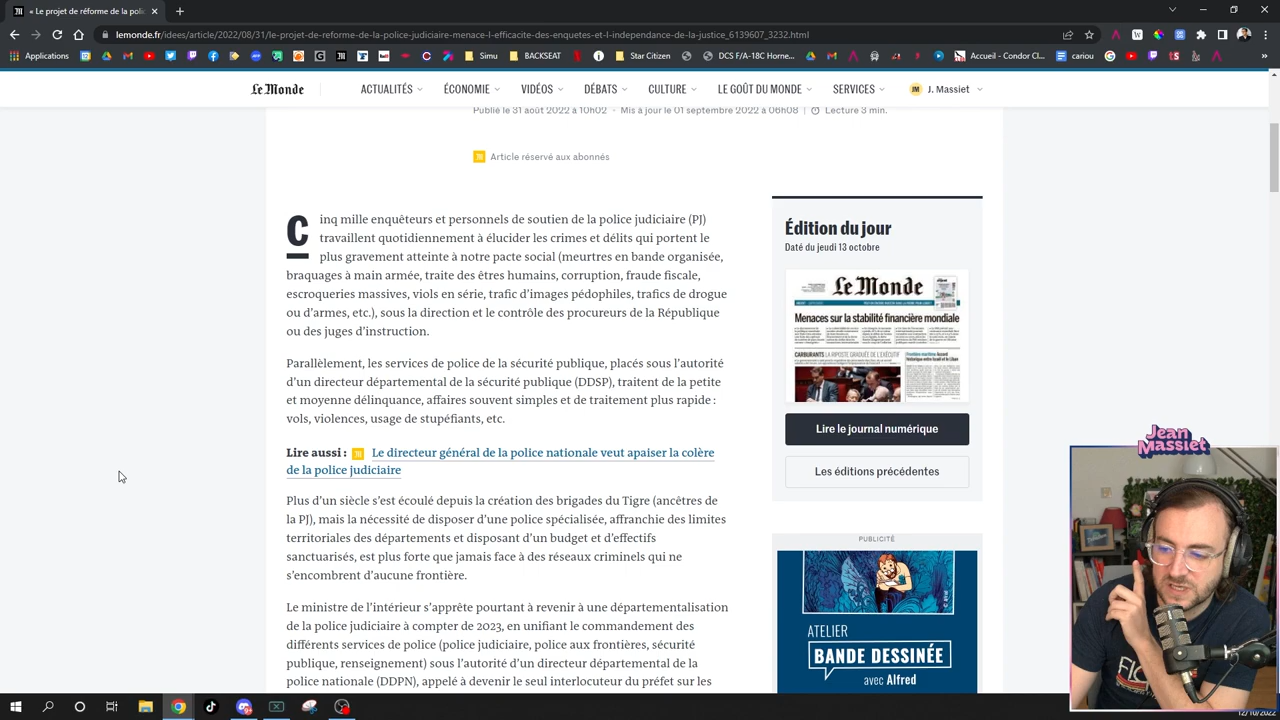 « Le projet de réforme de la po
lemonde.fr/idees/article/2022/08/31/le-projet-de-reforme-de-la-police-judiciaire-menace-l-efficacite-des-enquetes-et-l-independance-de-la-justice_6139607_3232.html
Applications
Simu
BACKSEAT
Star Citizen
DCS F/A-18C Horne...
Accueil - Condor Cl...
cariou
Autres favoris
Le Monde
ACTUALITÉS
ÉCONOMIE
VIDÉOS
DÉBATS
CULTURE
LE GOÛT DU MONDE
SERVICES
JM
J. Massiet
Publié le 31 août 2022 à 10h02 - Mis à jour le 01 septembre 2022 à 06h08 | Lecture 3 min.
Article réservé aux abonnés
Cinq mille enquêteurs et personnels de soutien de la police judiciaire (PJ)
travaillent quotidiennement à élucider les crimes et délits qui portent le
plus gravement atteinte à notre pacte social (meurtres en bande organisée,
braquages à main armée, traite des êtres humains, corruption, fraude fiscale,
escroqueries massives, viols en série, trafic d'images pédophiles, trafics de drogue
ou d'armes, etc.), sous la direction et le contrôle des procureurs de la République
ou des juges d'instruction.
Parallèlement, les services de police de la sécurité publique, placés sous l'autorité
d'un directeur départemental de la sécurité publique (DDSP), traitent de la petite
et moyenne délinquance, affaires souvent simples et de traitement plus rapide :
vols, violences, usage de stupéfiants, etc.
Lire aussi : Le directeur général de la police nationale veut apaiser la colère
de la police judiciaire
Plus d'un siècle s'est écoulé depuis la création des brigades du Tigre (ancêtres de
la PJ), mais la nécessité de disposer d'une police spécialisée, affranchie des limites
territoriales des départements et disposant d'un budget et d'effectifs
sanctuarisés, est plus forte que jamais face à des réseaux criminels qui ne
s'encombrent d'aucune frontière.
Le ministre de l'intérieur s'apprête pourtant à revenir à une départementalisation
de la police judiciaire à compter de 2023, en unifiant le commandement des
différents services de police (police judiciaire, police aux frontières, sécurité
publique, renseignement) sous l'autorité d'un directeur départemental de la
police nationale (DDPN), appelé à devenir le seul interlocuteur du préfet sur les
Édition du jour
Daté du jeudi 13 octobre
Le Monde
Menaces sur la stabilité financière mondiale
CARBURANTS LA RIPOSTE GRADUÉE DE L'EXÉCUTIF
Lire le journal numérique
Les éditions précédentes
PUBLICITÉ
ATELIER
BANDE DESSINÉE
avec Alfred
Jean
Massiet
12/10/2022